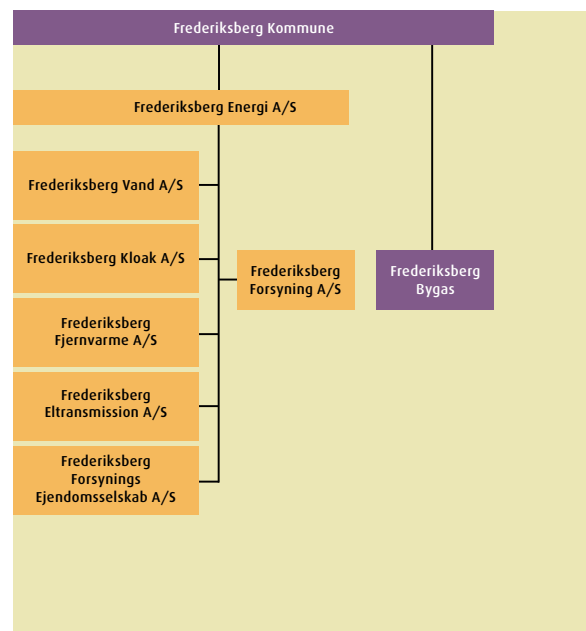 Frederiksberg Kommune
Frederiksberg Energi A/S
Frederiksberg Vand A/S
Frederiksberg Kloak A/S
Frederiksberg
Forsyning A/S
Frederiksberg
Bygas
Frederiksberg
Fjernvarme A/S
Frederiksberg
Eltransmission A/S
Frederiksberg
Forsynings
Ejendomsselskab A/S